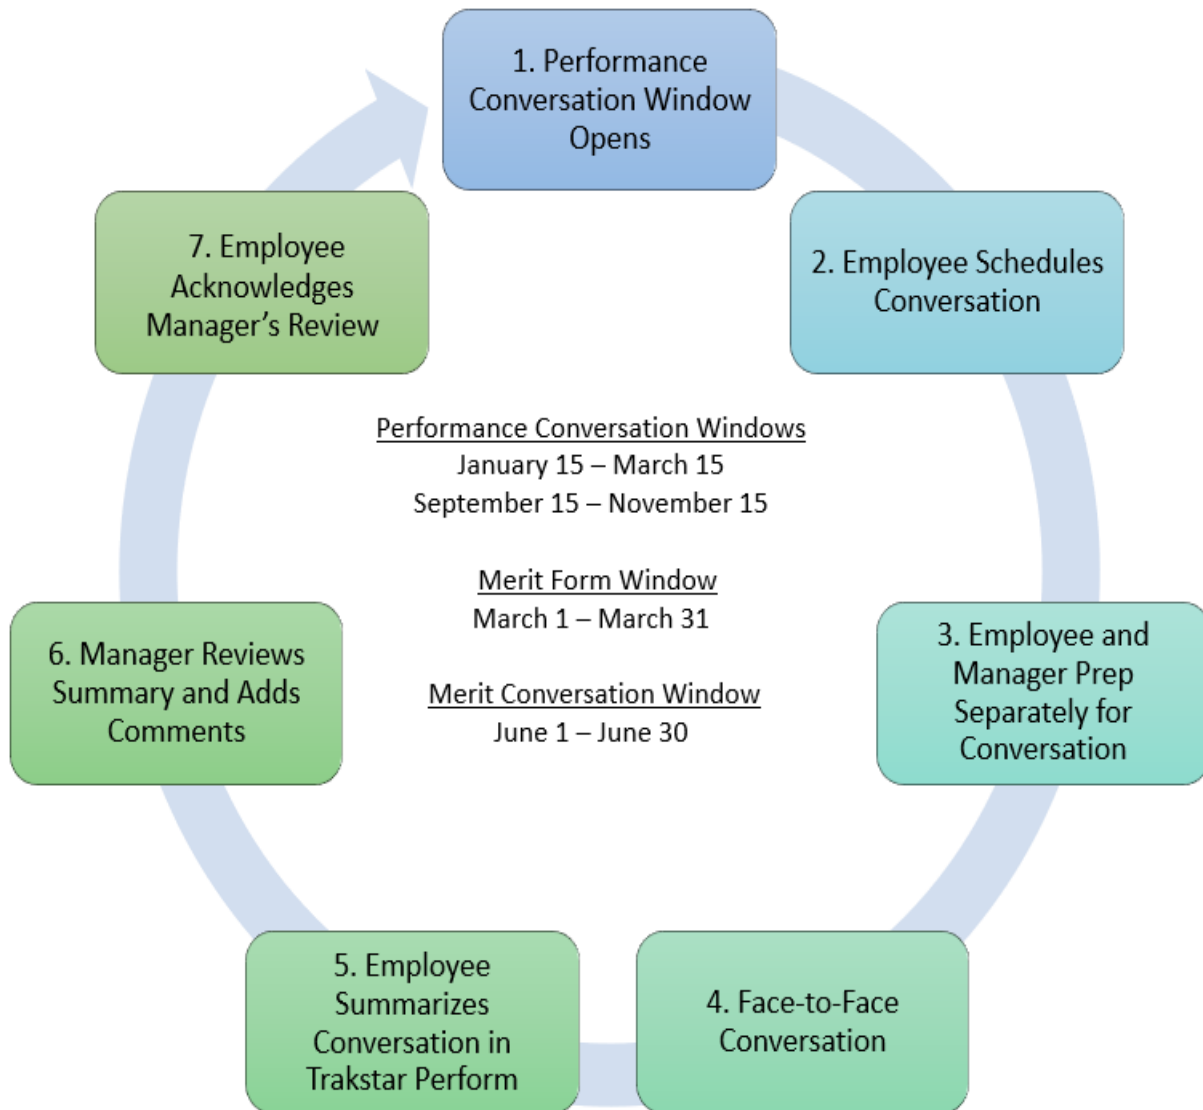 1. Performance
Conversation Window
Opens
2. Employee Schedules
Conversation
3. Employee and
Manager Prep
Separately for
Conversation
4. Face-to-Face
Conversation
5. Employee
Summarizes
Conversation in
Trakstar Perform
6. Manager Reviews
Summary and Adds
Comments
7. Employee
Acknowledges
Manager’s Review
Performance Conversation Windows
January 15 – March 15
September 15 – November 15
Merit Form Window
March 1 – March 31
Merit Conversation Window
June 1 – June 30